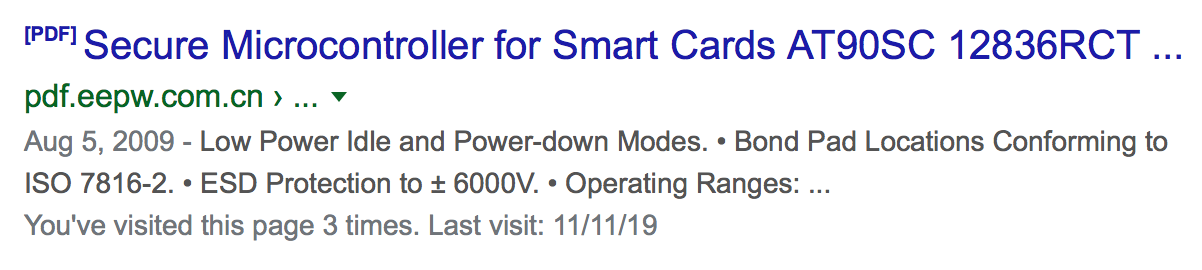 [PDF] Secure Microcontroller for Smart Cards AT90SC 12836RCT ...
pdf.eepw.com.cn › ... ▼
Aug 5, 2009 - Low Power Idle and Power-down Modes. • Bond Pad Locations Conforming to
ISO 7816-2. • ESD Protection to ± 6000V. • Operating Ranges: ...
You've visited this page 3 times. Last visit: 11/11/19